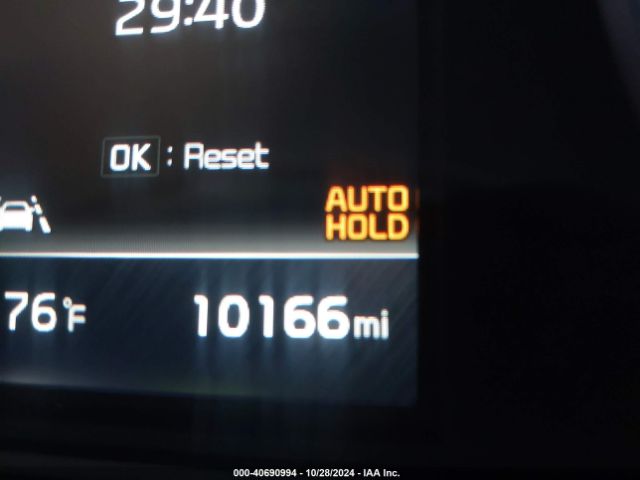 29:40
OK : Reset
AUTO
HOLD
76°F 10166mi
000-40690994 - 10/28/2024 - IAA Inc.